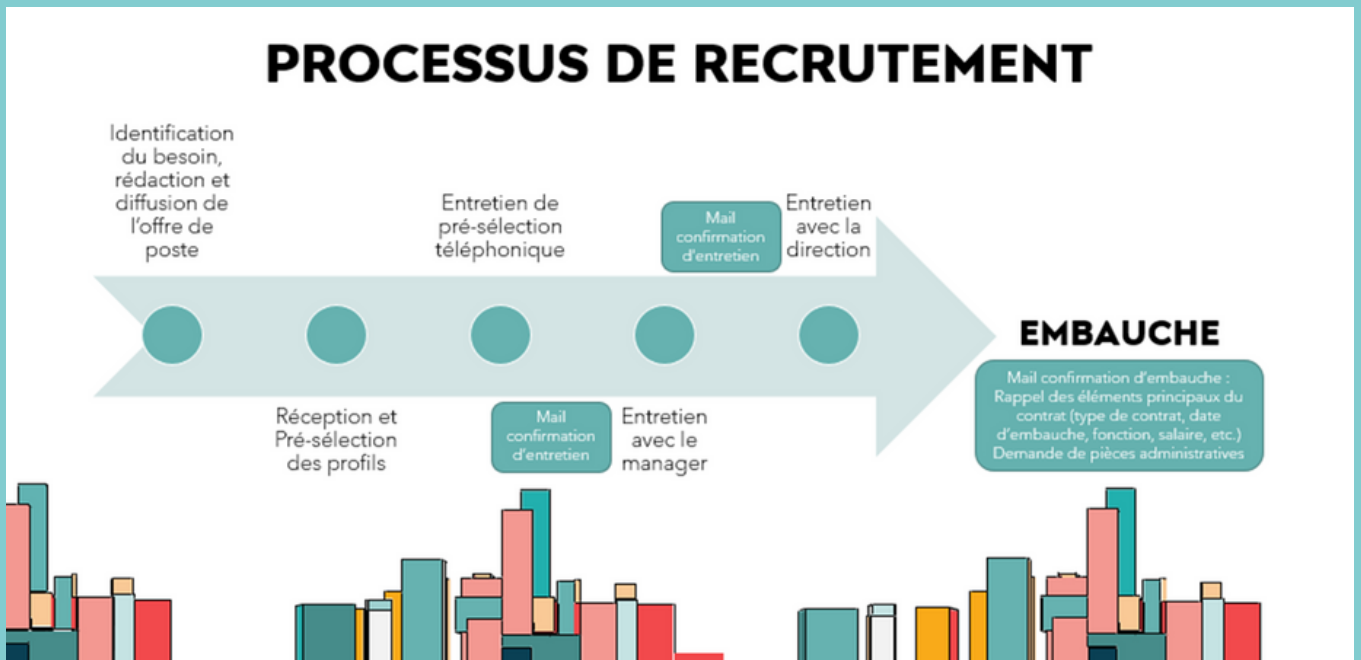 PROCESSUS DE RECRUTEMENT
Identification
du besoin,
rédaction et
diffusion de
l'offre de
poste
Réception et
Pré-sélection
des profils
Entretien de
pré-sélection
téléphonique
Mail
confirmation
d'entretien
Entretien
avec le
manager
Mail
confirmation
d'entretien
Entretien
avec la
direction
EMBAUCHE
Mail confirmation d'embauche :
Rappel des éléments principaux du
contrat (type de contrat, date
d'embauche, fonction, salaire, etc.)
Demande de pièces administratives